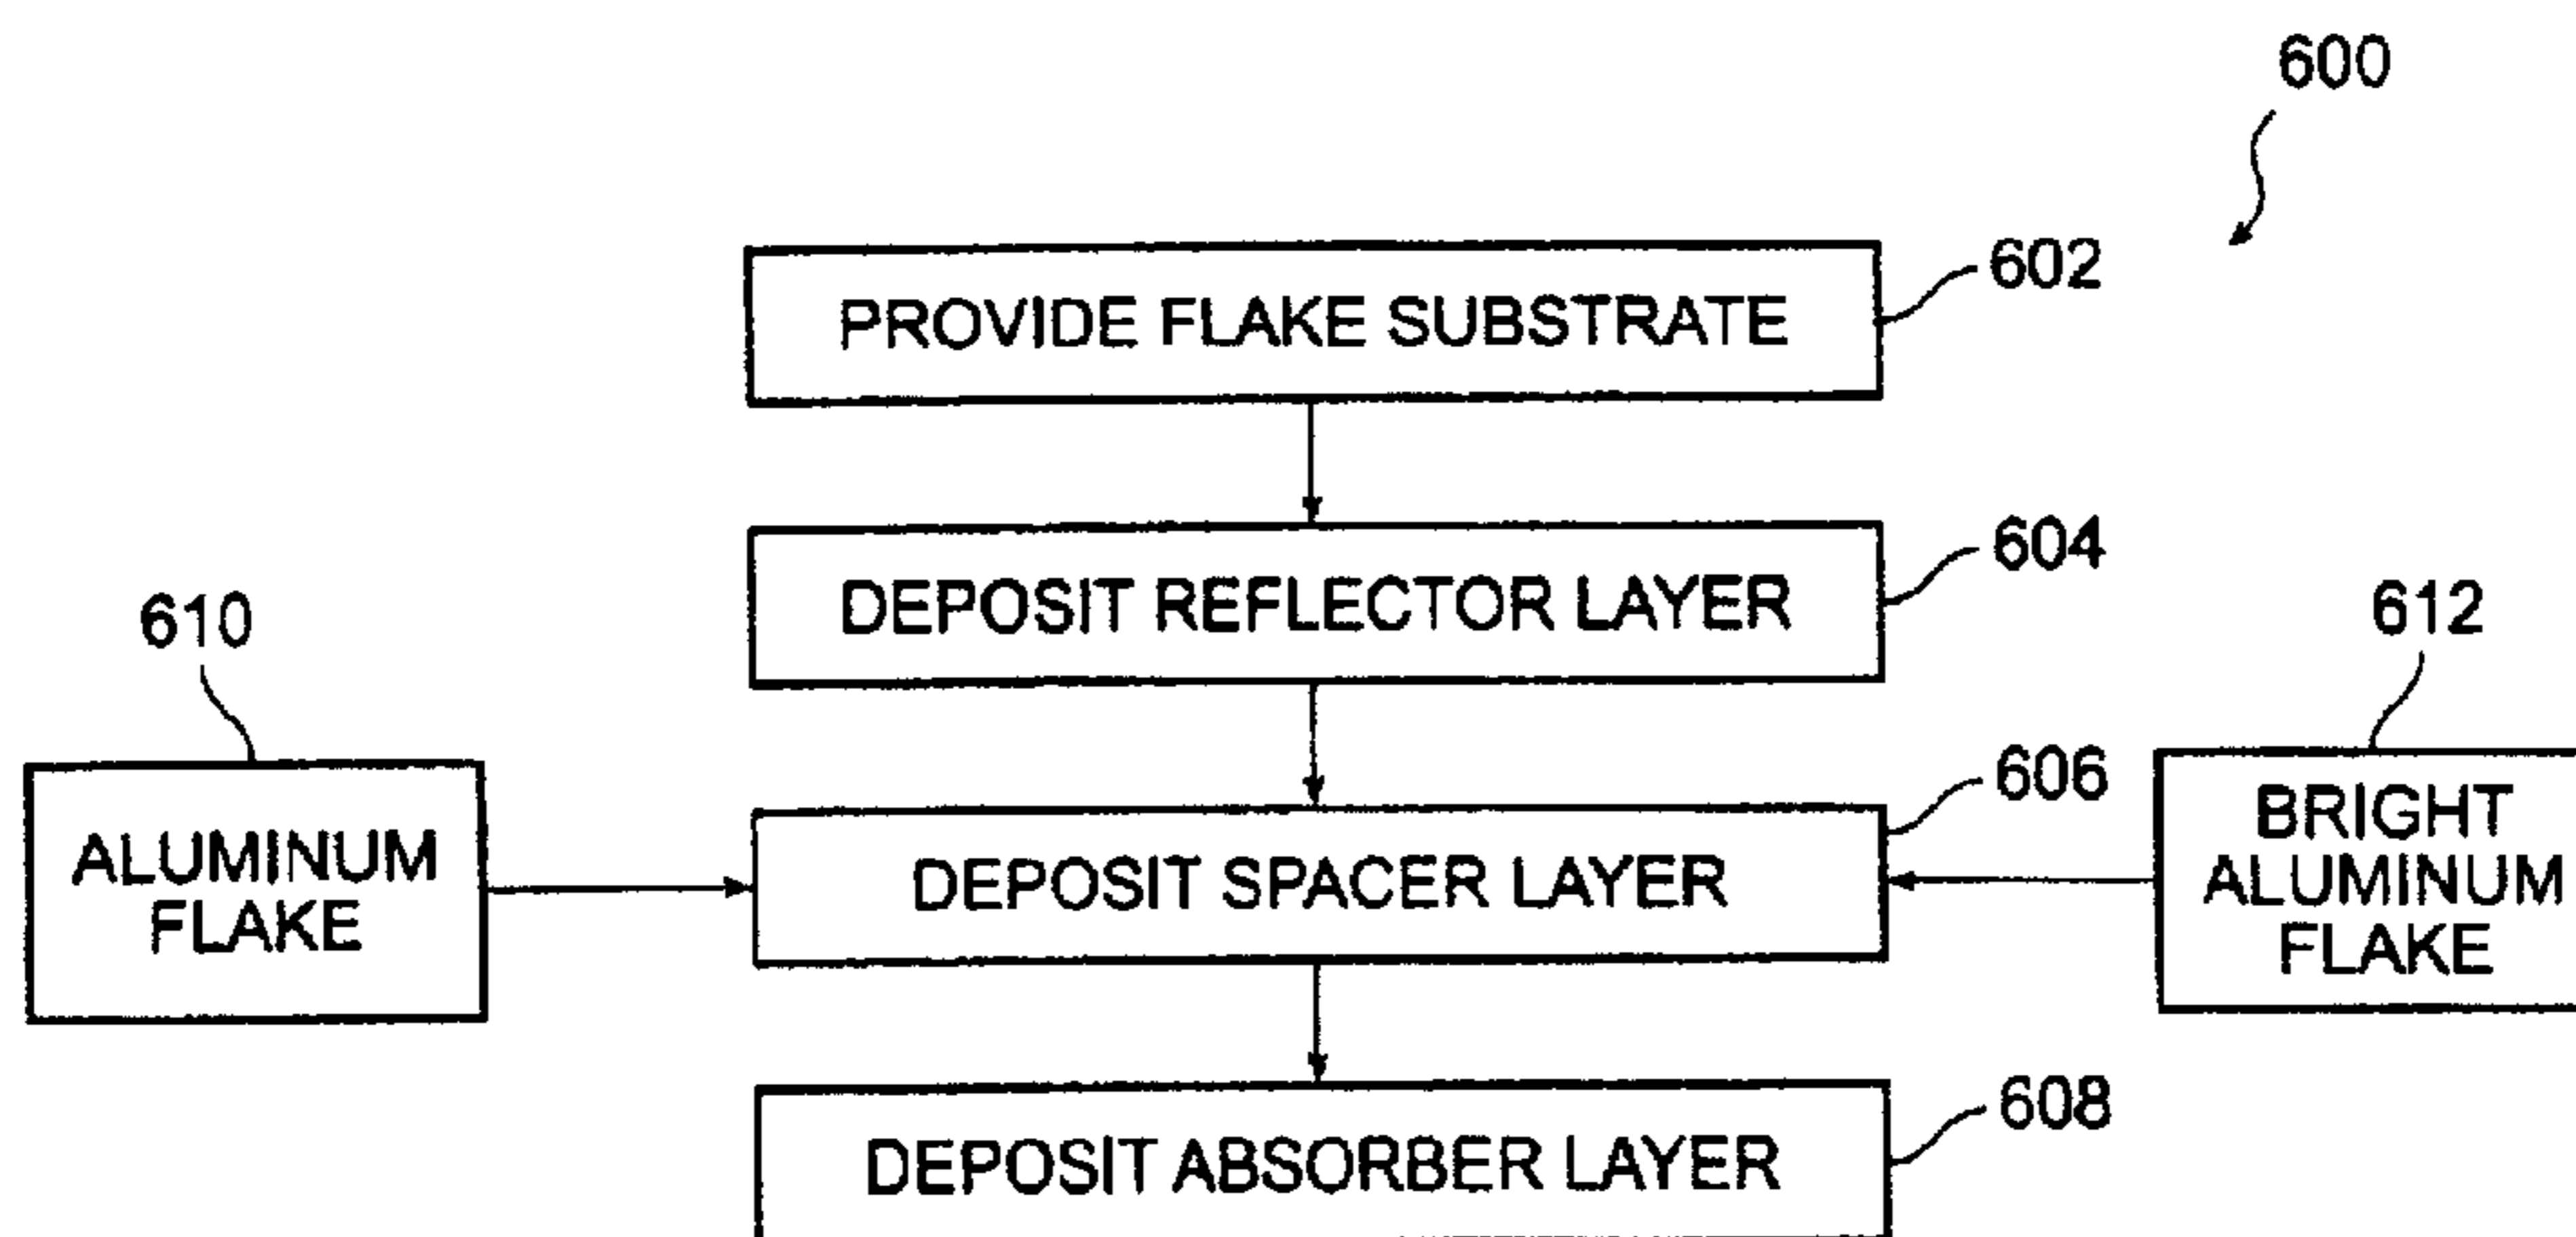 600
PROVIDE FLAKE SUBSTRATE
602
DEPOSIT REFLECTOR LAYER
604
610
ALUMINUM
FLAKE
DEPOSIT SPACER LAYER
606
612
BRIGHT
ALUMINUM
FLAKE
DEPOSIT ABSORBER LAYER
608